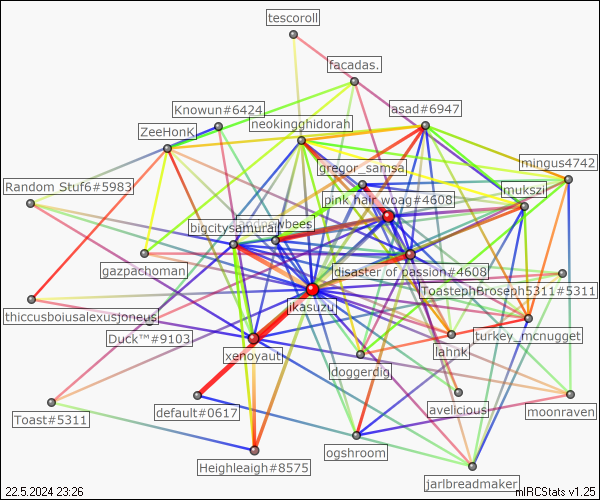 tescoroll
facadas.
Knowun#6424
asad#6947
neokingghidorah
ZeeHonK
gregor_samsa
mingus4742
Random Stuf6#5983
mukszi
pink hair woag#4608
bigcitysamurai
gazpachoman
disaster of passion#4608
ToastephBroseph5311#5311
jikasuzu
thiccusboiusalexusjoneus
Duck™#9103
turkey_mcnugget
lahnk
xenoyaut
doggerdig
default#0617
avelicious
moonraven
Toast#5311
ogshroom
Heighleaigh#8575
jarlbreadmaker
22.5.2024 23:26
mIRCStats v1.25